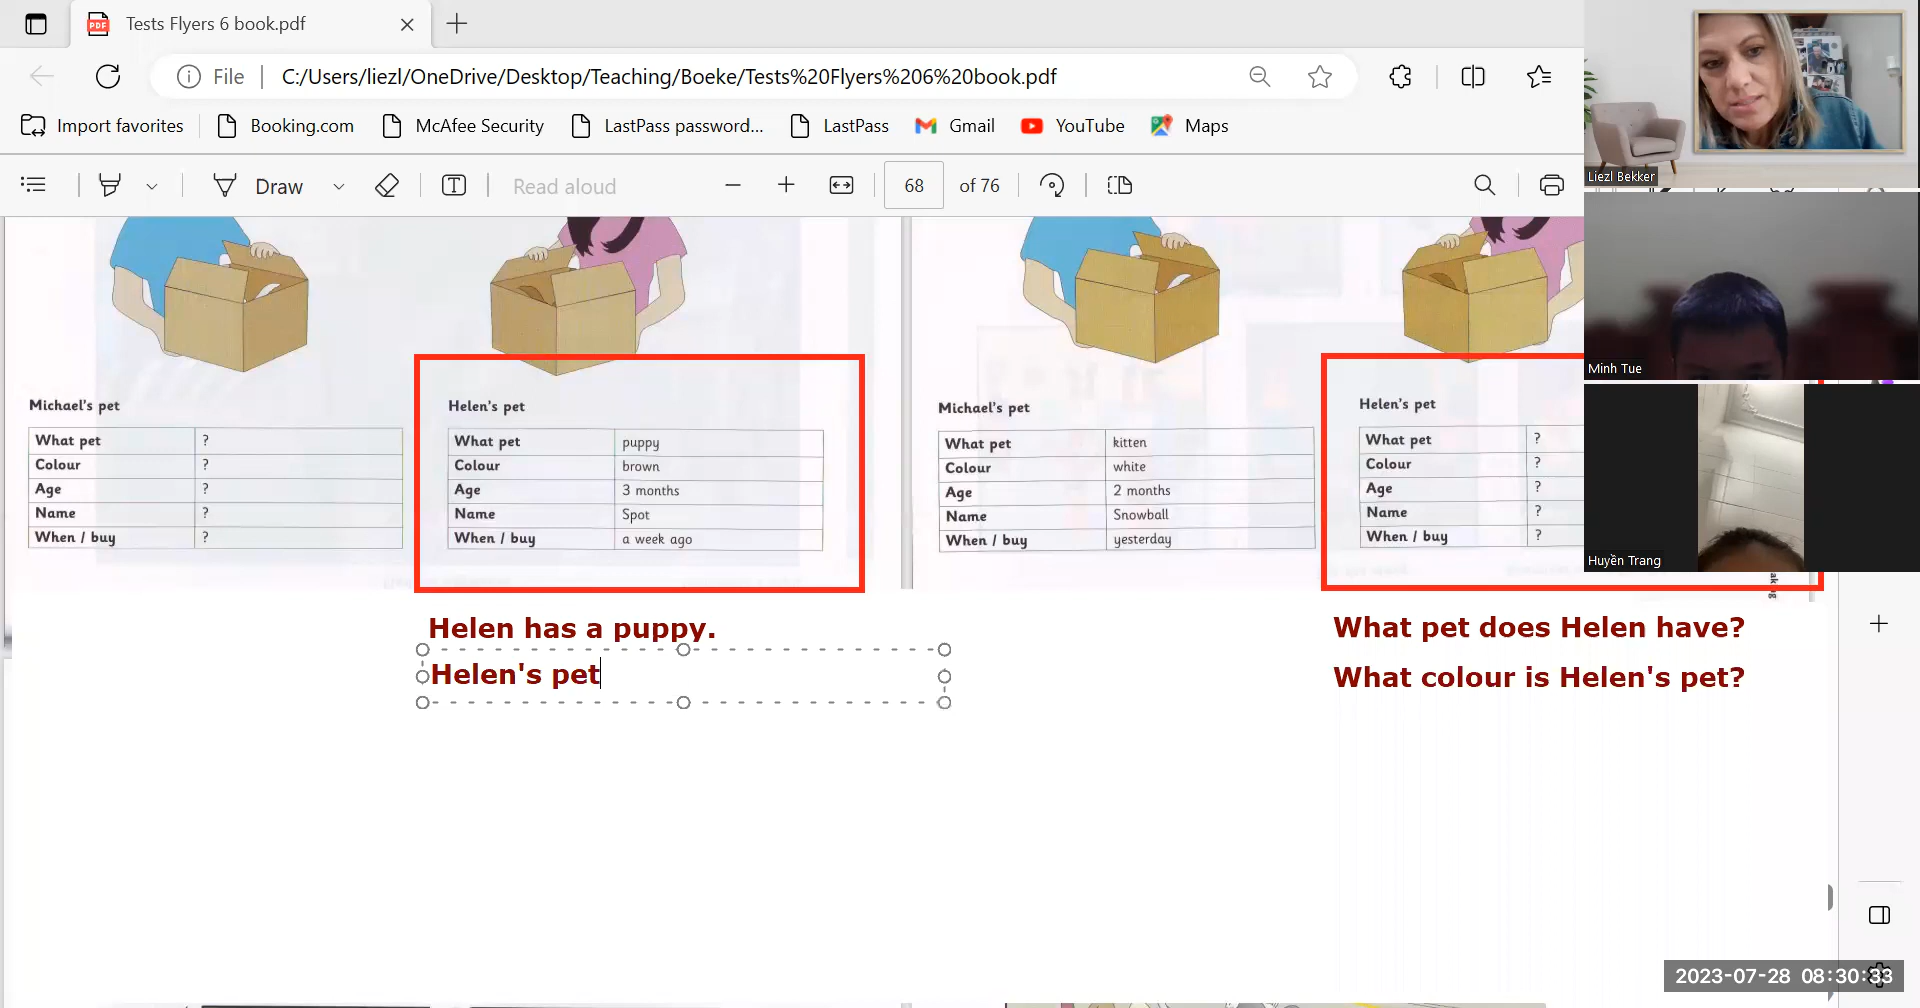 Tests Flyers 6 book.pdf
File
C:/Users/liezl/OneDrive/Desktop/Teaching/Boeke/Tests%20Flyers%206%20book.pdf
Import favorites
Booking.com
McAfee Security
LastPass password...
LastPass
Gmail
YouTube
Maps
Draw
Read aloud
68
of 76
Liezl Bekker
Minh Tue
Huyền Trang
Michael's pet
What pet ?
Colour ?
Age ?
Name ?
When / buy ?
Helen's pet
What pet puppy
Colour brown
Age 3 months
Name Spot
When / buy a week ago
Michael's pet
What pet kitten
Colour white
Age 2 months
Name Snowball
When / buy yesterday
Helen's pet
What pet ?
Colour ?
Age ?
Name ?
When / buy ?
Helen has a puppy.
Helen's pet
What pet does Helen have?
What colour is Helen's pet?
2023-07-28 08:30:33